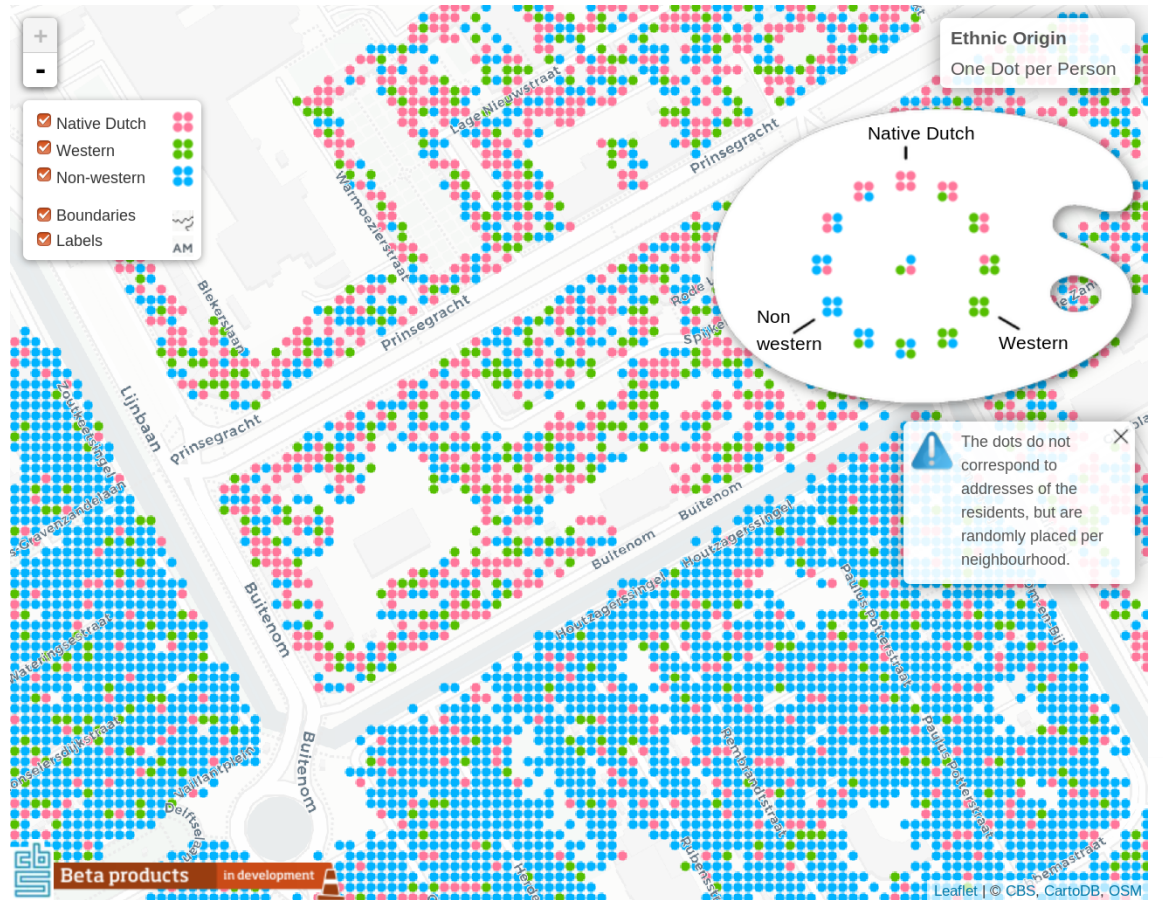 +
-
Native Dutch
Western
Non-western
Boundaries
Labels
AM
Ethnic Origin
One Dot per Person
Native Dutch
Non
western
Western
The dots do not
correspond to
addresses of the
residents, but are
randomly placed per
neighbourhood.
Lage Nieuwstraat
Prinsegracht
Warmoezierstraat
Blekerslaan
Prinsegracht
Prinsegracht
Lijnbaan
Zoutkeetsingel
s-Gravenzandelaan
Buitenom
Buitenom
Buitenom
Houtzagerssingel
Houtzagerssingel
Wateringsestraat
Vaillantplein
Buitenom
Paulus Potterstraat
Paulus Potterstraat
Rembrandtstraat
cbs
Beta products
in development
Leaflet | © CBS, CartoDB, OSM